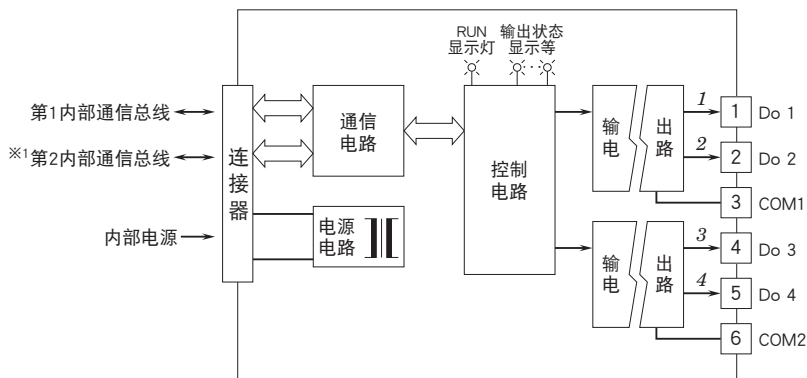 RUN
显示灯
输出状态
显示等
第1内部通信总线
※1第2内部通信总线
内部电源
连接器
通信
电路
电源
电路
控制
电路
输出
电路
1
2
1 Do 1
2 Do 2
3 COM1
输出
电路
3
4
4 Do 3
5 Do 4
6 COM2